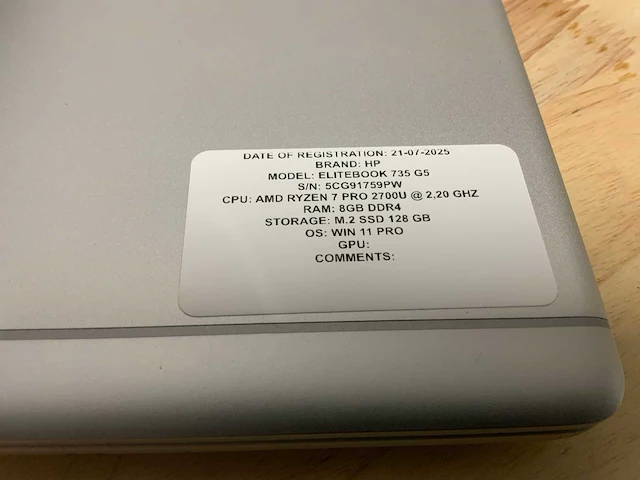 DATE OF REGISTRATION: 21-07-2025
BRAND: HP
MODEL: ELITEBOOK 735 G5
S/N: 5CG91759PW
CPU: AMD RYZEN 7 PRO 2700U @ 2,20 GHZ
RAM: 8GB DDR4
STORAGE: M.2 SSD 128 GB
OS: WIN 11 PRO
GPU:
COMMENTS: